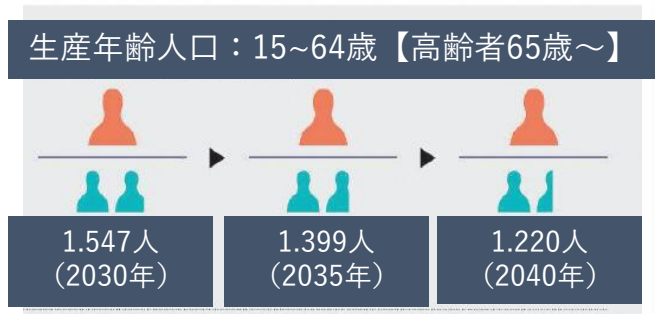 生産年齢人口：15~64歳【高齢者65歳～】
1.547人
（2030年）
1.399人
（2035年）
1.220人
（2040年）